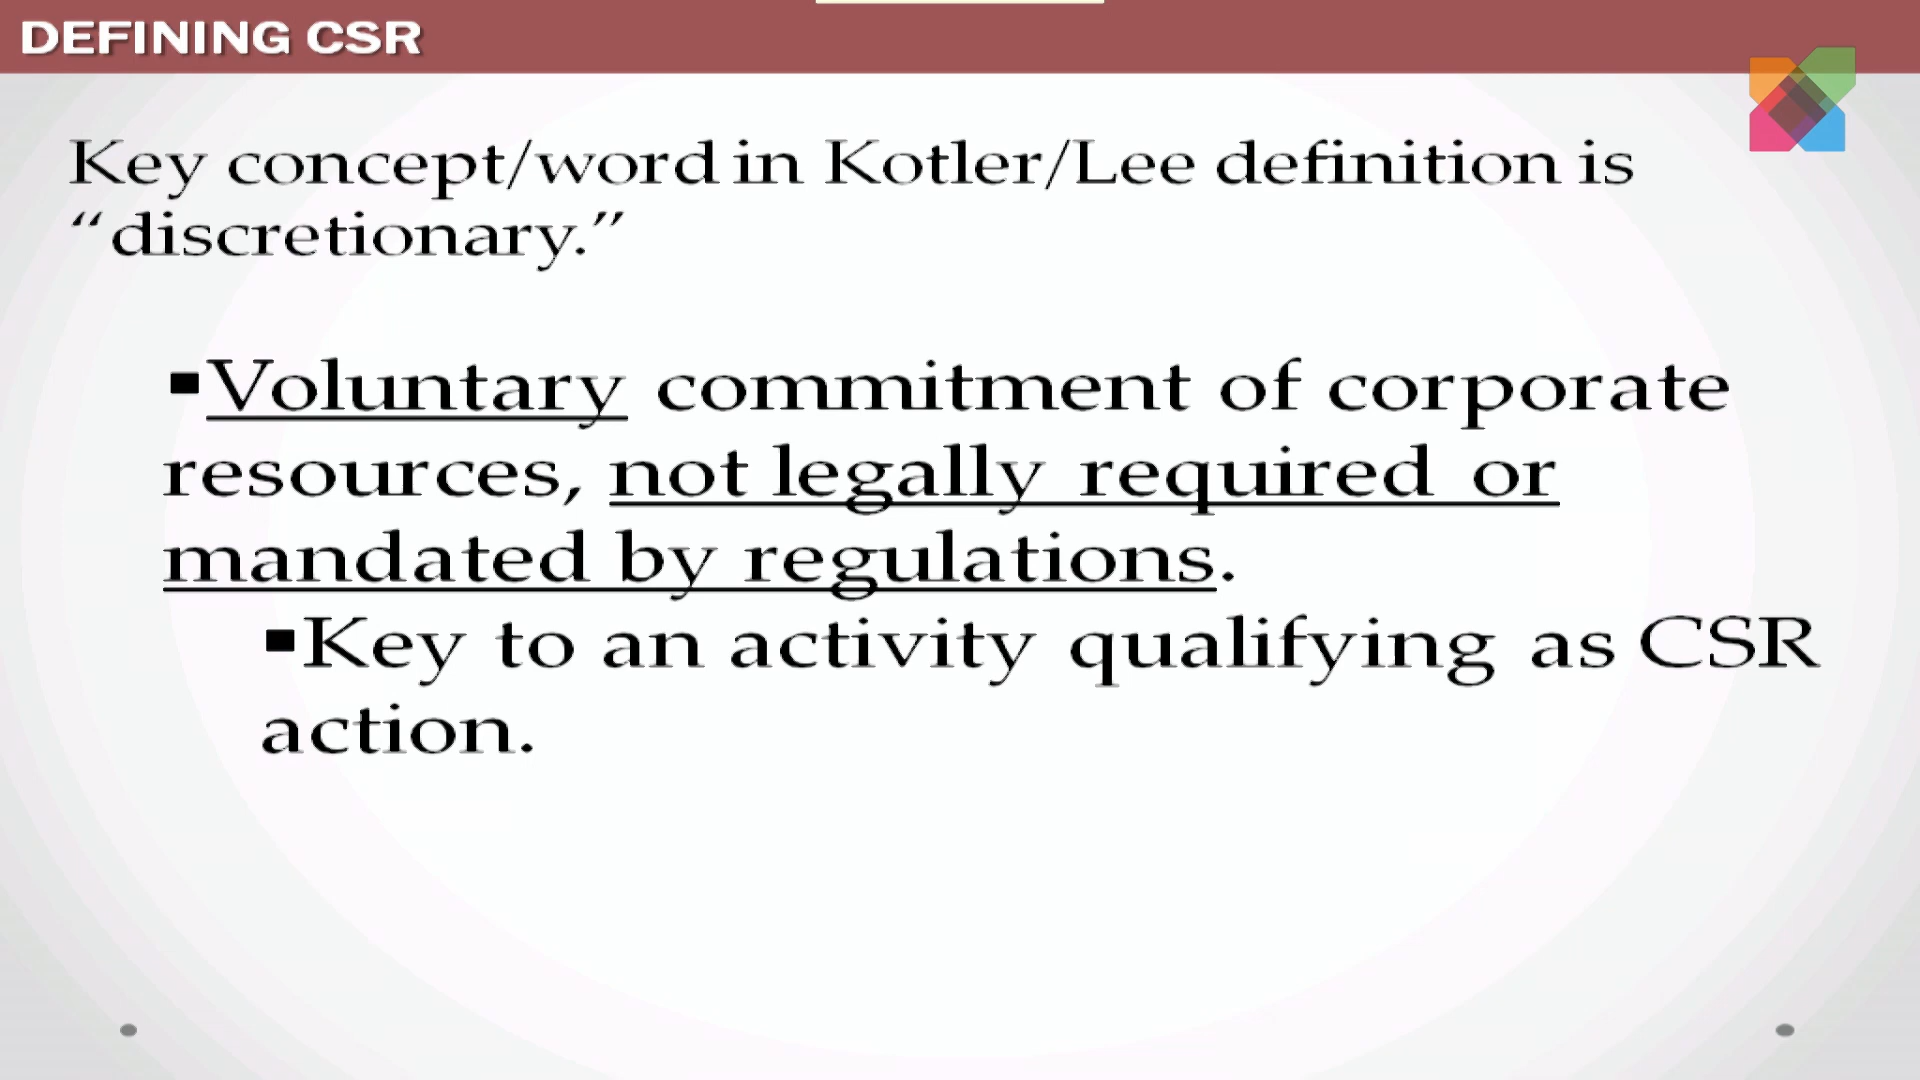 DEFINING CSR
Key concept/word in Kotler/Lee definition is
“discretionary.”
▪Voluntary commitment of corporate
resources, not legally required or
mandated by regulations.
▪Key to an activity qualifying as CSR
action.